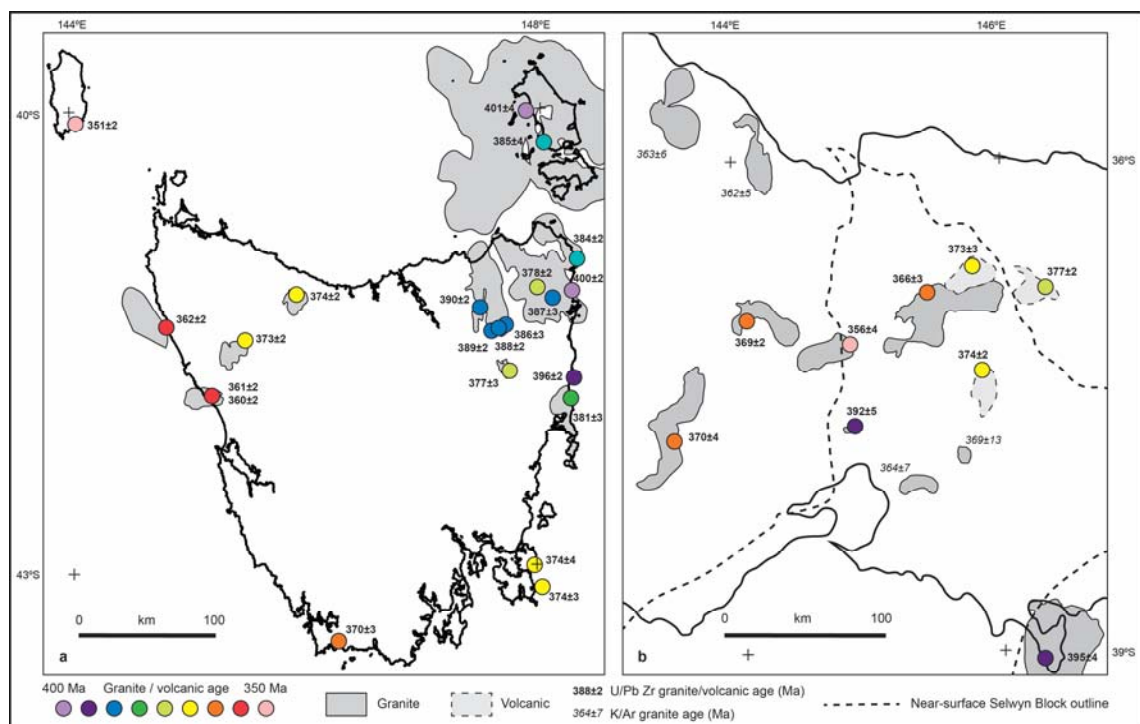 144°E
148°E
144°E
146°E
40°S
351±2
401±4
385±4
363±6
362±5
36°S
384±2
378±2
400±2
374±2
390±2
387±3
362±2
386±3
388±2
389±2
373±2
377±3
396±2
361±2
360±2
381±3
373±3
377±2
366±3
369±2
356±4
374±2
392±5
370±4
369±13
364±7
374±4
374±3
43°S
370±3
395±4
39°S
0 km 100
a
0 km 100
b
400 Ma Granite / volcanic age 350 Ma
Granite
Volcanic
388±2 U/Pb Zr granite/volcanic age (Ma)
364±7 K/Ar granite age (Ma)
Near-surface Selwyn Block outline